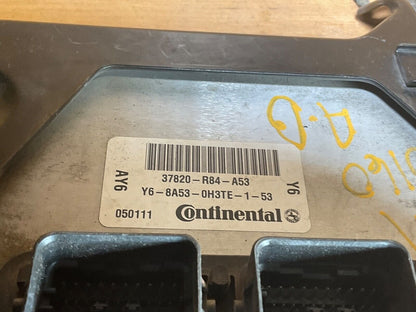 37820-R84-A53
AY6
Y6-8A53-0H3TE-1-53
Y6
050111 Continental
A-G